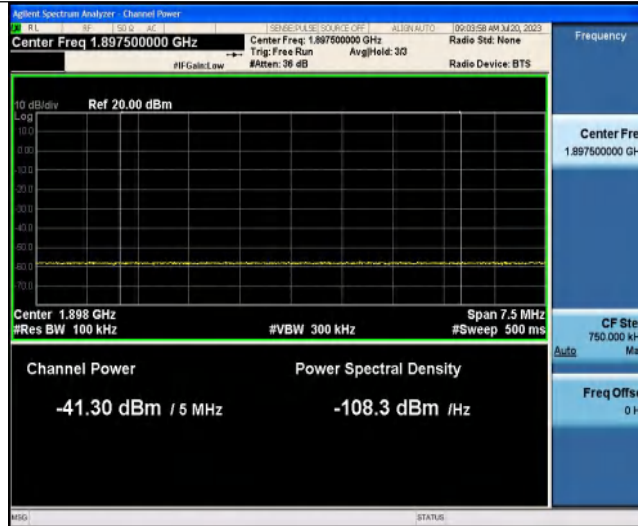 Agilent Spectrum Analyzer - Channel Power
RL RF 50 Ω AC SENSE:PULSE SOURCE OFF ALIGN AUTO 09:03:58 AM Jul 20, 2023
Center Freq 1.897500000 GHz
Center Freq: 1.897500000 GHz
Radio Std: None
Trig: Free Run Avg|Hold: 3/3
#IFGain:Low #Atten: 36 dB Radio Device: BTS
Frequency
10 dB/div Ref 20.00 dBm
Log
10.0
0.00
-10.0
-20.0
-30.0
-40.0
-50.0
-60.0
-70.0
Center Fre
1.897500000 GH
Center 1.898 GHz Span 7.5 MHz
#Res BW 100 kHz #VBW 300 kHz #Sweep 500 ms
CF Ste
750.000 kH
Auto Ma
Channel Power Power Spectral Density
-41.30 dBm / 5 MHz -108.3 dBm /Hz
Freq Offse
0 H
MSG STATUS